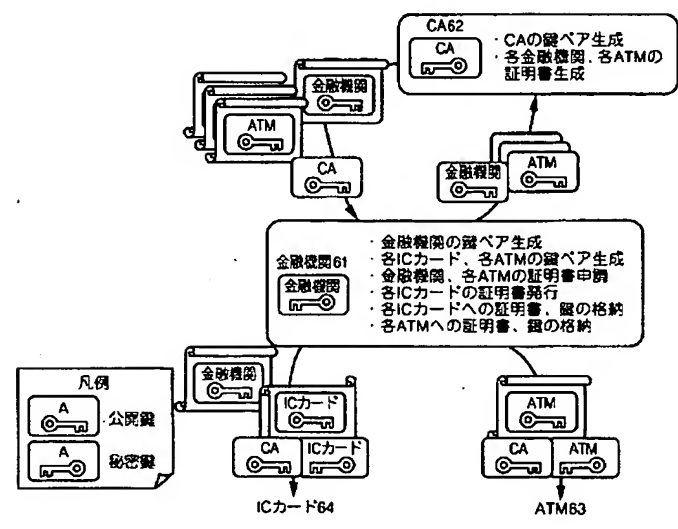 CA62
CA
・CAの鍵ペア生成
・各金融機関、各ATMの
証明書生成
金融機関
ATM
CA
金融機関
ATM
金融機関61
金融機関
・金融機関の鍵ペア生成
・各ICカード、各ATMの鍵ペア生成
・金融機関、各ATMの証明書申請
・各ICカードの証明書発行
・各ICカードへの証明書、鍵の格納
・各ATMへの証明書、鍵の格納
凡例
A
公開鍵
A
秘密鍵
金融機関
ICカード
CA
ICカード
ATM
CA
ATM
ICカード64
ATM63